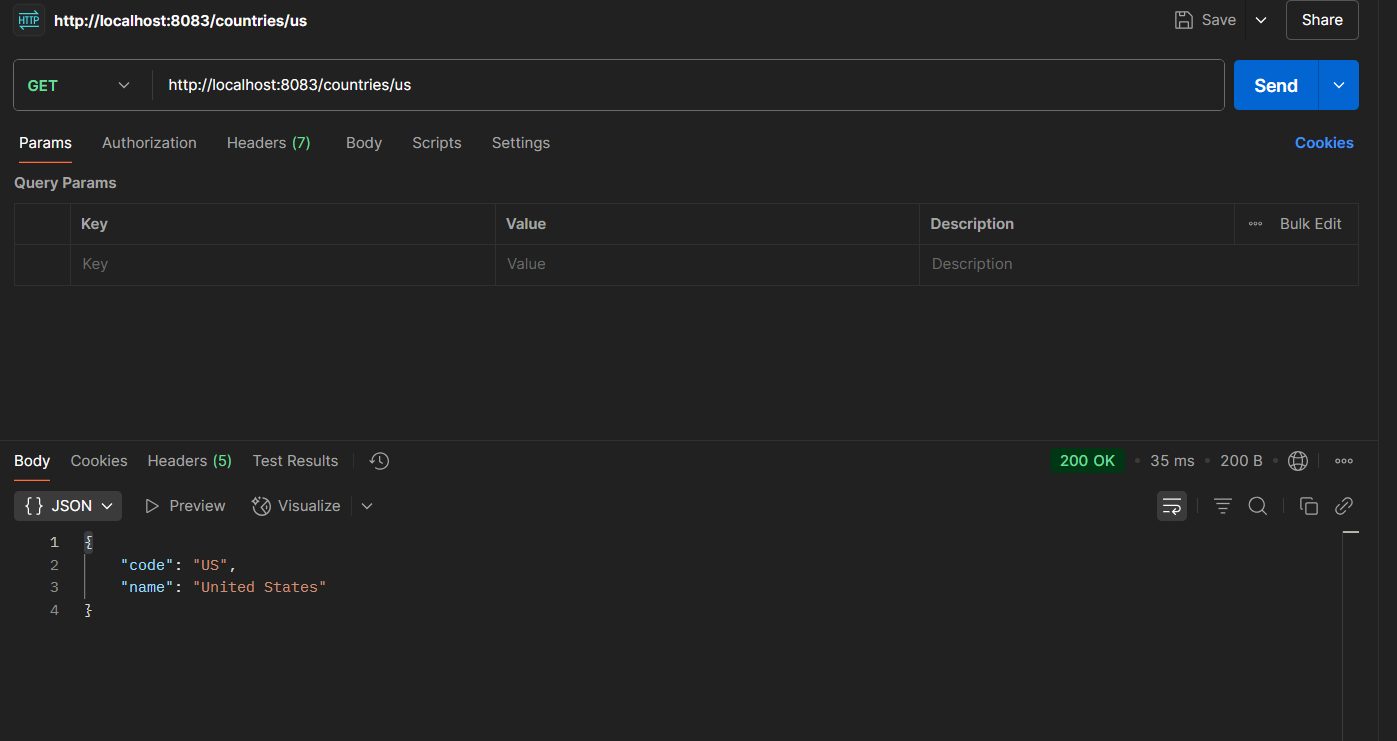 HTTP http://localhost:8083/countries/us Save Share
GET http://localhost:8083/countries/us Send
Params Authorization Headers (7) Body Scripts Settings Cookies
Query Params
Key Value Description Bulk Edit
Key Value Description
Body Cookies Headers (5) Test Results 200 OK • 35 ms • 200 B •
{} JSON Preview Visualize
1 {
2 "code": "US",
3 "name": "United States"
4 }